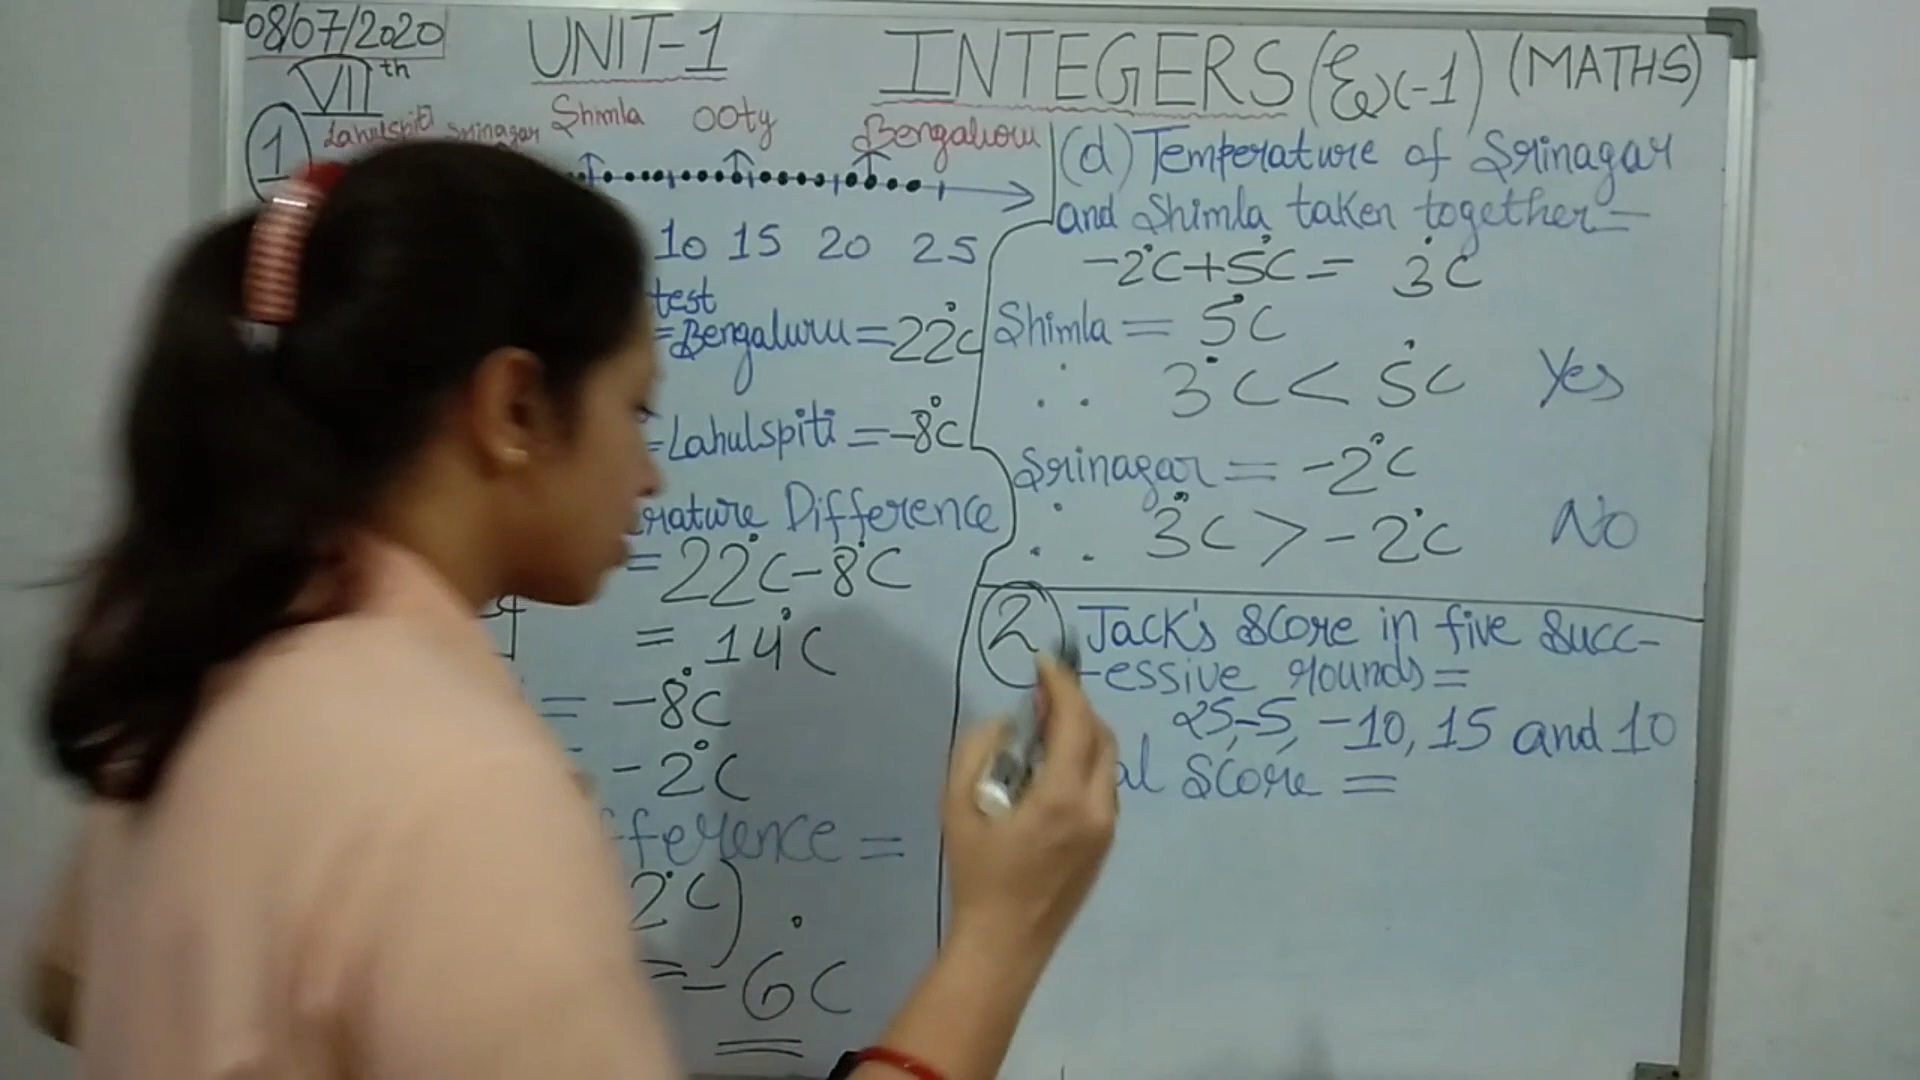 08/07/2020
VIIth
UNIT-1
INTEGERS (Ex-1) (MATHS)
1
Lahulspiti Srinagar Shimla OOty Bengaluru
10 15 20 25
test
=Bengaluru=22°C
=Lahulspiti=-8°C
rature Difference
=22°C-8°C
= 14°C
= -8°C
= -2°C
fference =
2°C)
=-6°C
(d) Temperature of Srinagar
and Shimla taken together=
-2°C+5°C= 3°C
Shimla = 5°C
∴ 3°C < 5°C Yes
Srinagar = -2°C
∴ 3°C > -2°C No
2 Jack's Score in five Succ-
-essive rounds=
25,-5, -10, 15 and 10
al Score =